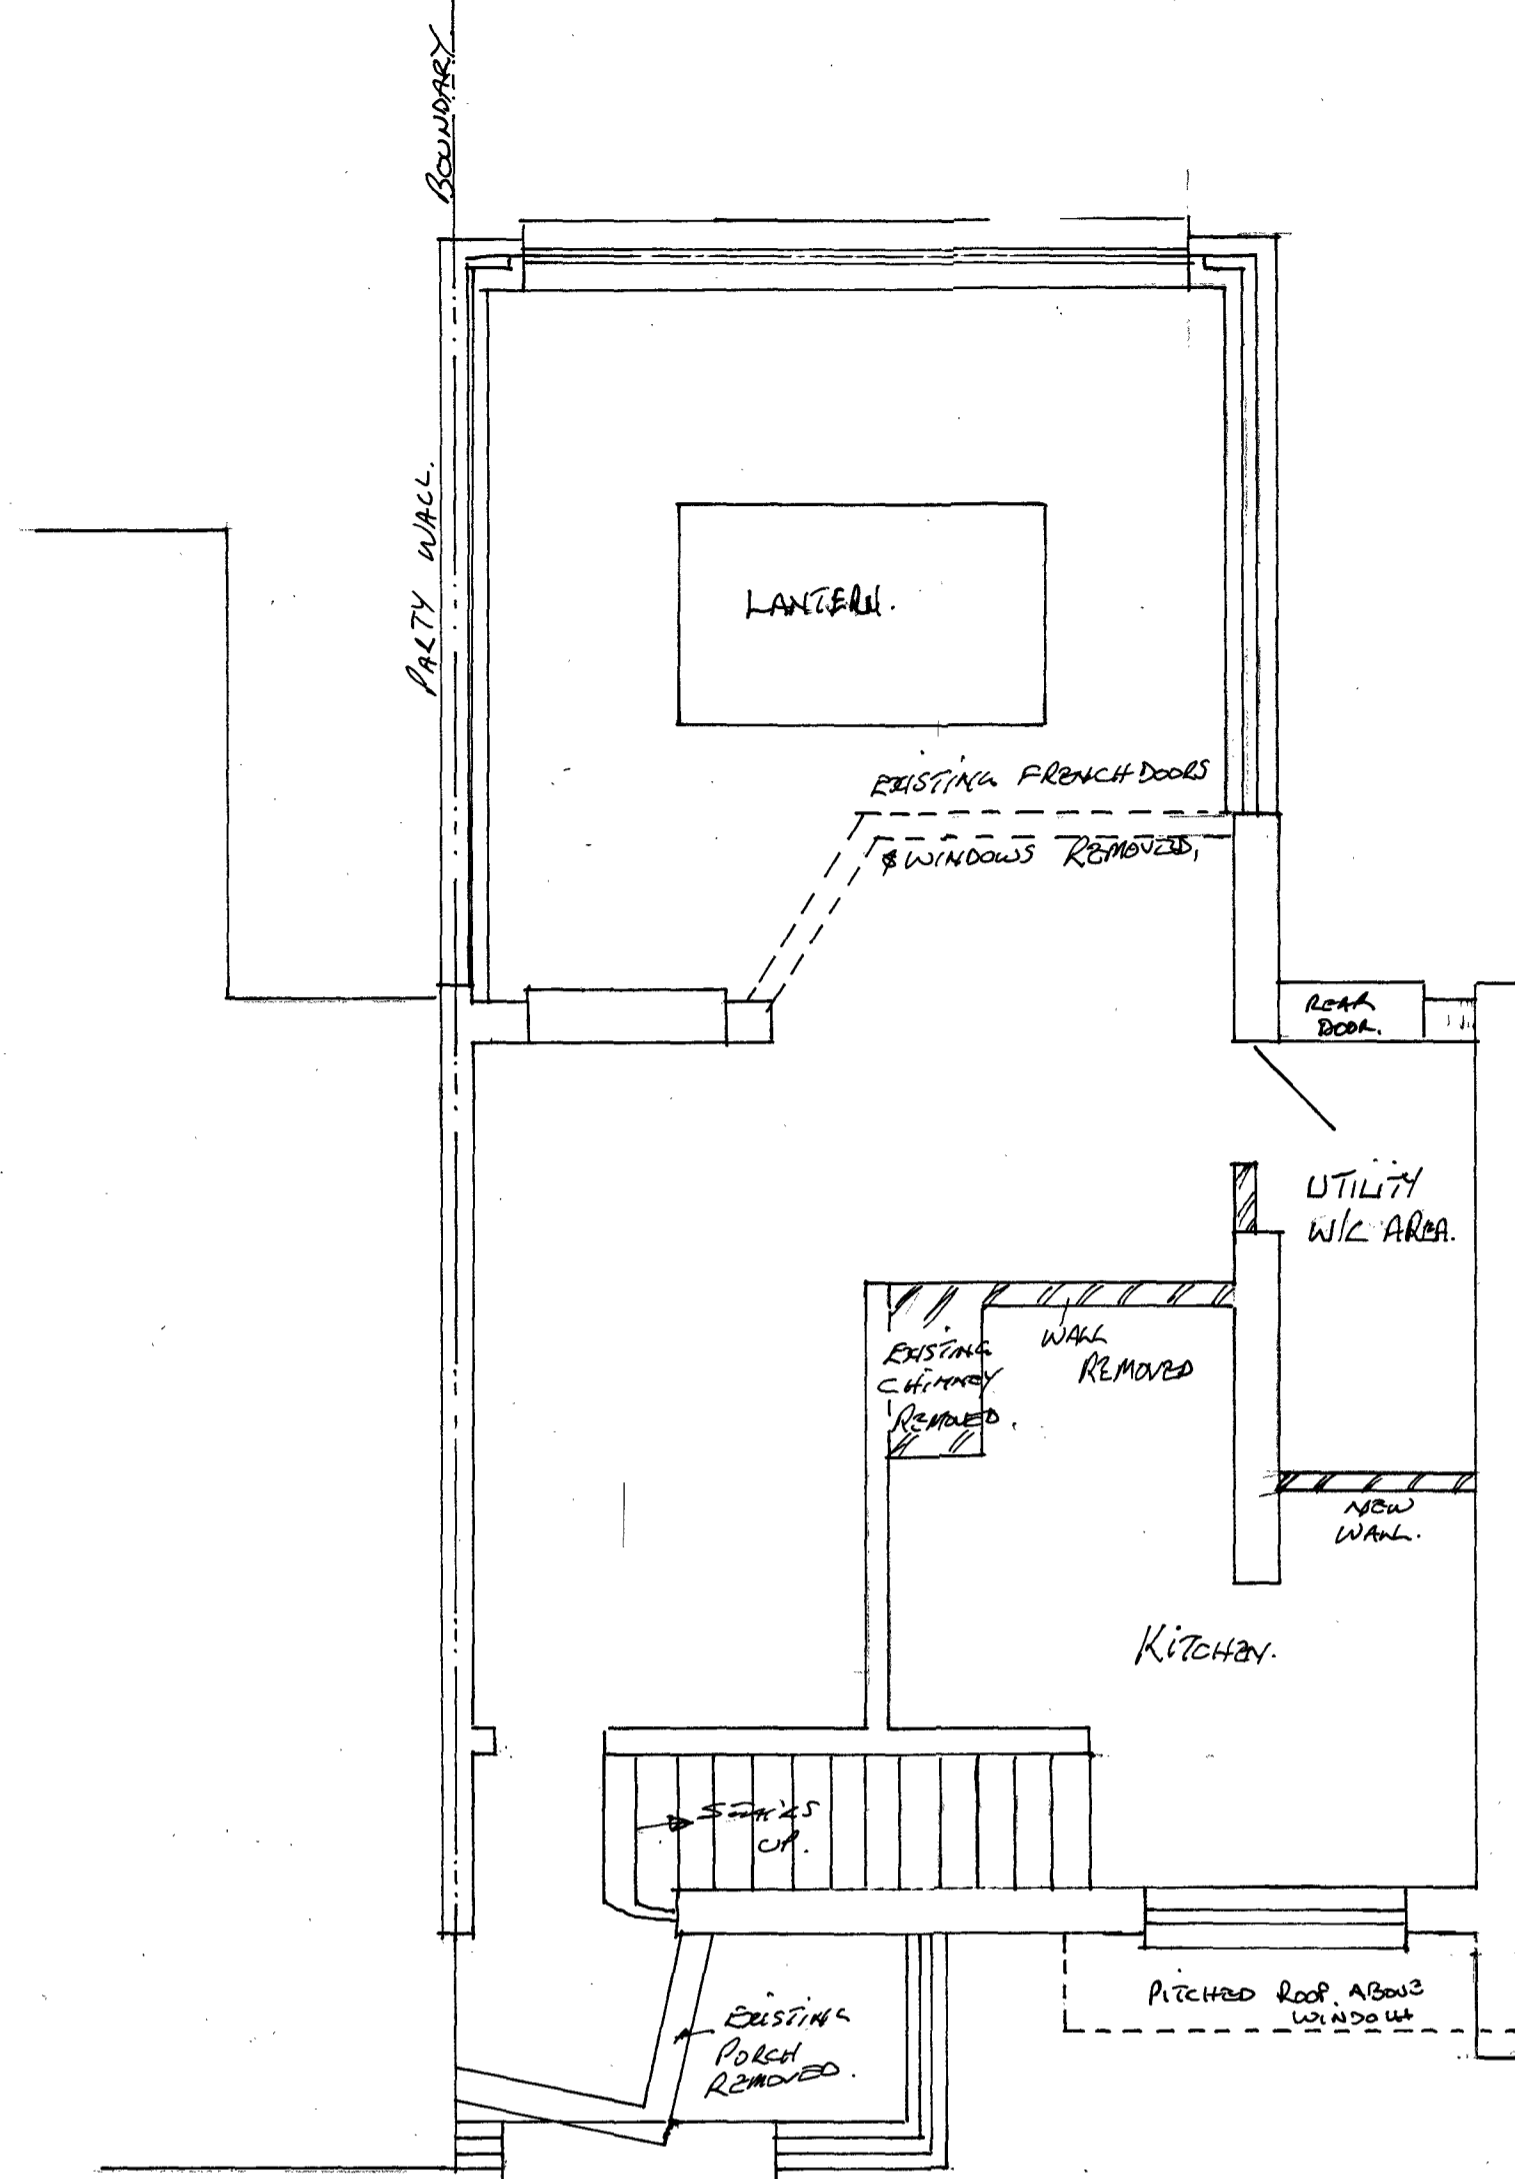 BOUNDARY
PARTY WALL.
LANTERN.
EXISTING FRENCH DOORS
& WINDOWS REMOVED,
REAR
DOOR.
UTILITY
W/C AREA.
WALL
REMOVED
EXISTING
CHIMNEY
REMOVED.
NEW
WALL.
KITCHEN.
STAIRS
UP.
EXISTING
PORCH
REMOVED.
PITCHED ROOF. ABOVE
WINDOW